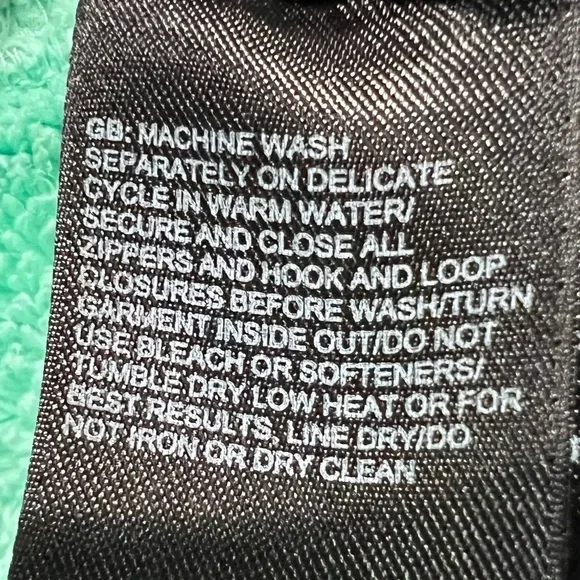 GB: MACHINE WASH
SEPARATELY ON DELICATE
CYCLE IN WARM WATER/
SECURE AND CLOSE ALL
ZIPPERS AND HOOK AND LOOP
CLOSURES BEFORE WASH/TURN
GARMENT INSIDE OUT/DO NOT
USE BLEACH OR SOFTENERS/
TUMBLE DRY LOW HEAT OR FOR
BEST RESULTS, LINE DRY/DO
NOT IRON OR DRY CLEAN